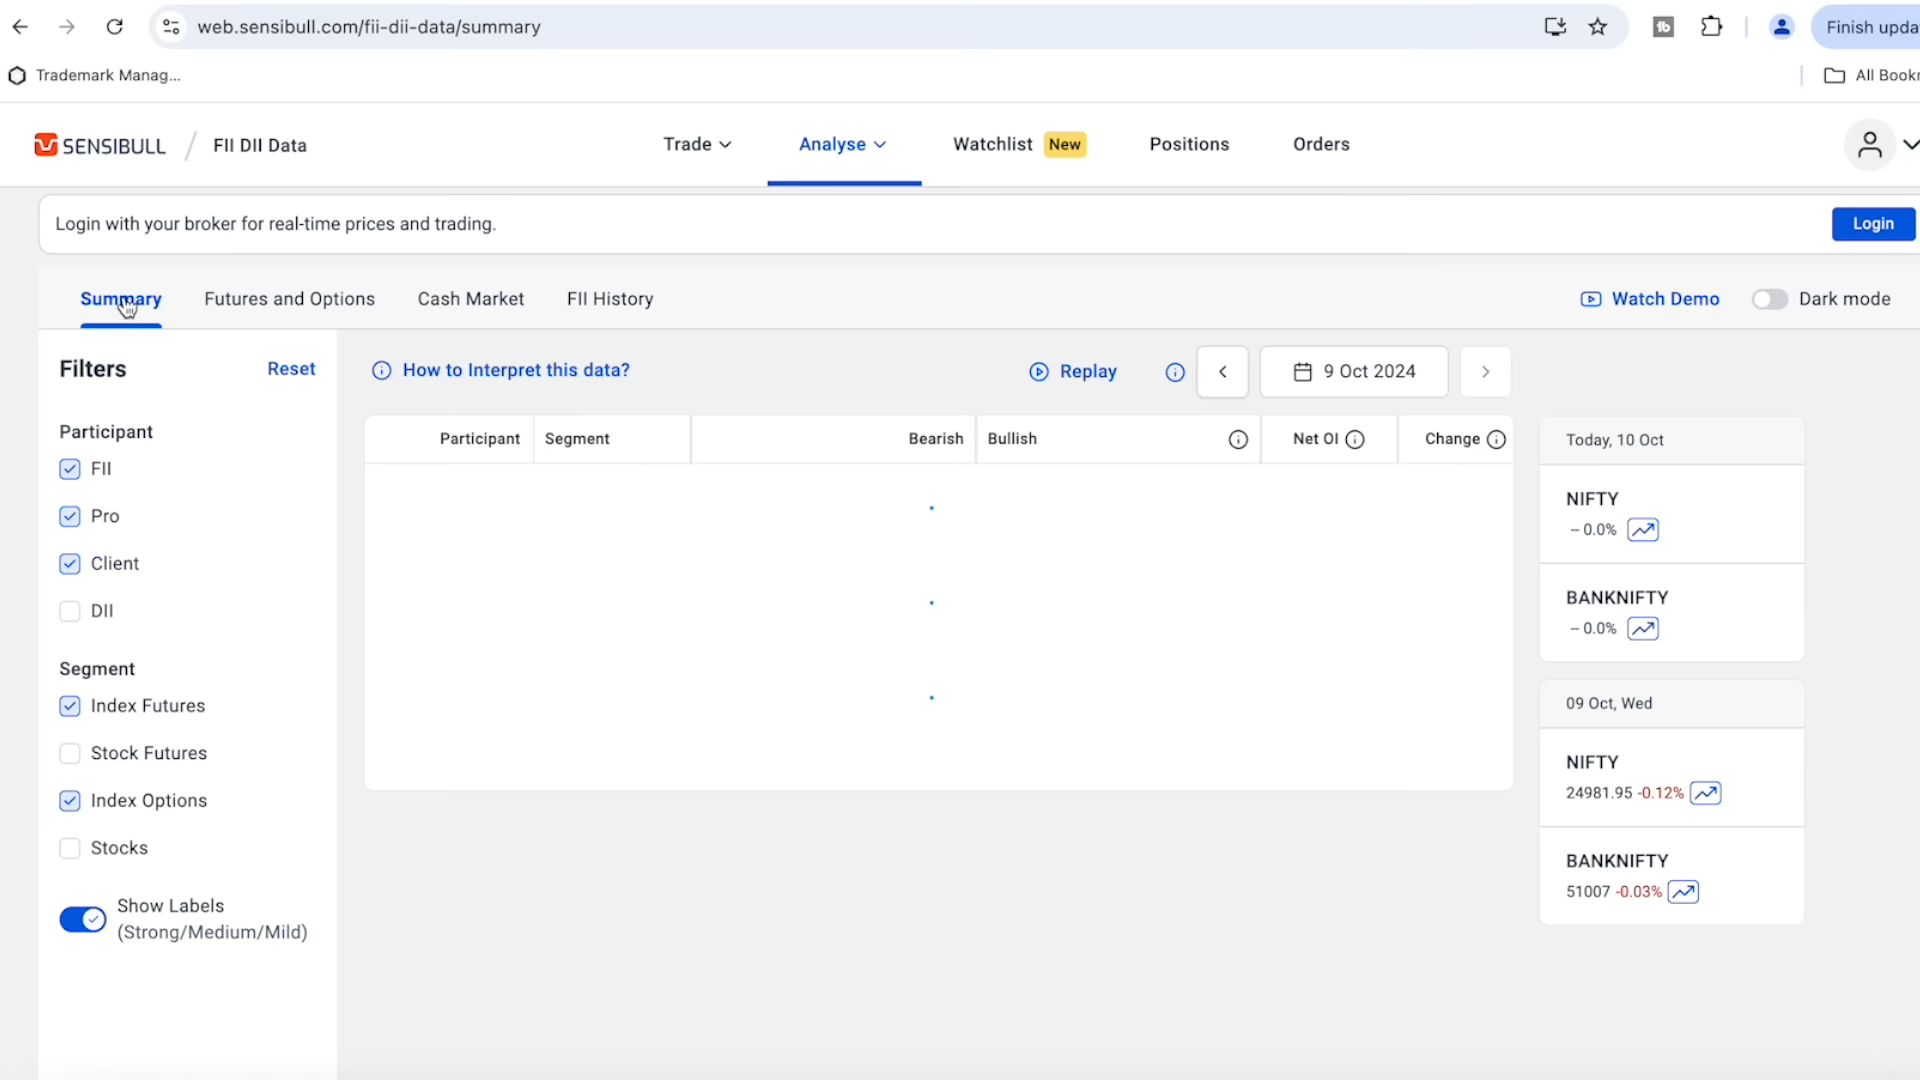 web.sensibull.com/fii-dii-data/summary
Finish upda
Trademark Manag...
All Book
SENSIBULL / FII DII Data
Trade
Analyse
Watchlist New
Positions
Orders
Login with your broker for real-time prices and trading.
Login
Summary
Futures and Options
Cash Market
FII History
Watch Demo
Dark mode
Filters
Reset
How to Interpret this data?
Replay
9 Oct 2024
Participant
FII
Pro
Client
DII
Segment
Index Futures
Stock Futures
Index Options
Stocks
Show Labels
(Strong/Medium/Mild)
Participant
Segment
Bearish
Bullish
Net OI
Change
Today, 10 Oct
NIFTY
-- 0.0%
BANKNIFTY
-- 0.0%
09 Oct, Wed
NIFTY
24981.95 -0.12%
BANKNIFTY
51007 -0.03%